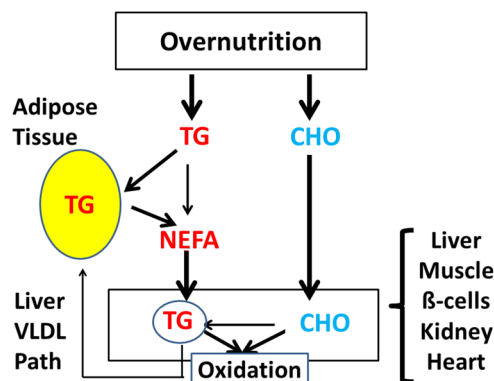 Overnutrition
Adipose
Tissue
TG
CHO
TG
NEFA
Liver
VLDL
Path
TG
CHO
Oxidation
Liver
Muscle
ß-cells
Kidney
Heart